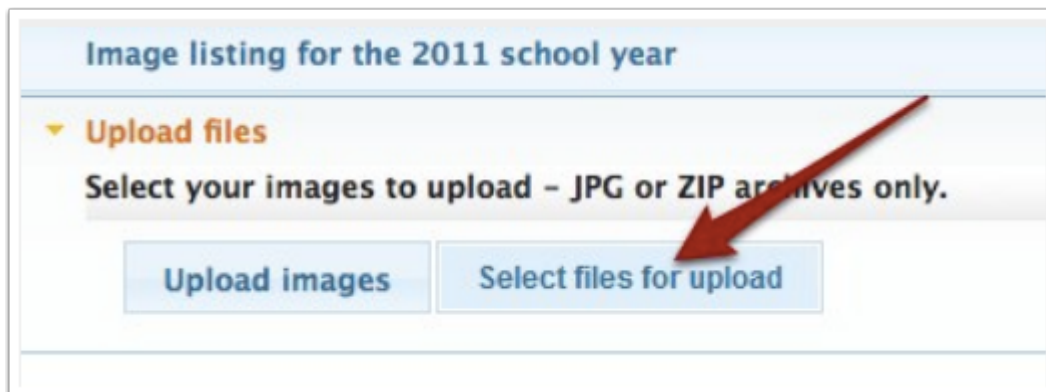 Image listing for the 2011 school year
Upload files
Select your images to upload – JPG or ZIP archives only.
Upload images Select files for upload